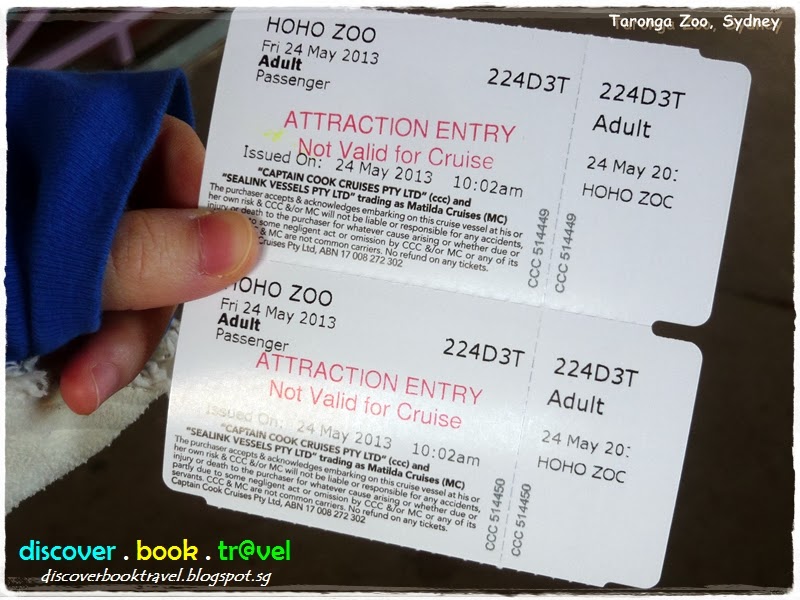 Taronga Zoo, Sydney
HOHO ZOO
Fri 24 May 2013
Adult
Passenger
224D3T
ATTRACTION ENTRY
Not Valid for Cruise
Issued On: 24 May 2013 10:02am
"CAPTAIN COOK CRUISES PTY LTD" (ccc) and
"SEALINK VESSELS PTY LTD" trading as Matilda Cruises (MC)
The purchaser accepts & acknowledges embarking on this cruise vessel at his or
her own risk & CCC &/or MC will not be liable or responsible for any accidents,
injury or death to the purchaser for whatever cause arising or whether due or
to some negligent act or omission by CCC &/or MC or any of its
& MC are not common carriers. No refund on any tickets.
Cruises Pty Ltd, ABN 17 008 272 302
CCC 514449
CCC 514449
224D3T
Adult
24 May 20:
HOHO ZOC
HOHO ZOO
Fri 24 May 2013
Adult
Passenger
224D3T
ATTRACTION ENTRY
Not Valid for Cruise
Issued On: 24 May 2013 10:02am
"CAPTAIN COOK CRUISES PTY LTD" (ccc) and
"SEALINK VESSELS PTY LTD" trading as Matilda Cruises (MC)
The purchaser accepts & acknowledges embarking on this cruise vessel at his or
her own risk & CCC &/or MC will not be liable or responsible for any accidents,
injury or death to the purchaser for whatever cause arising or whether due or
partly due to some negligent act or omission by CCC &/or MC or any of its
servants. CCC & MC are not common carriers. No refund on any tickets.
Captain Cook Cruises Pty Ltd, ABN 17 008 272 302
CCC 514450
CCC 514450
224D3T
Adult
24 May 20:
HOHO ZOC
discover . book . tr@vel
discoverbooktravel.blogspot.sg